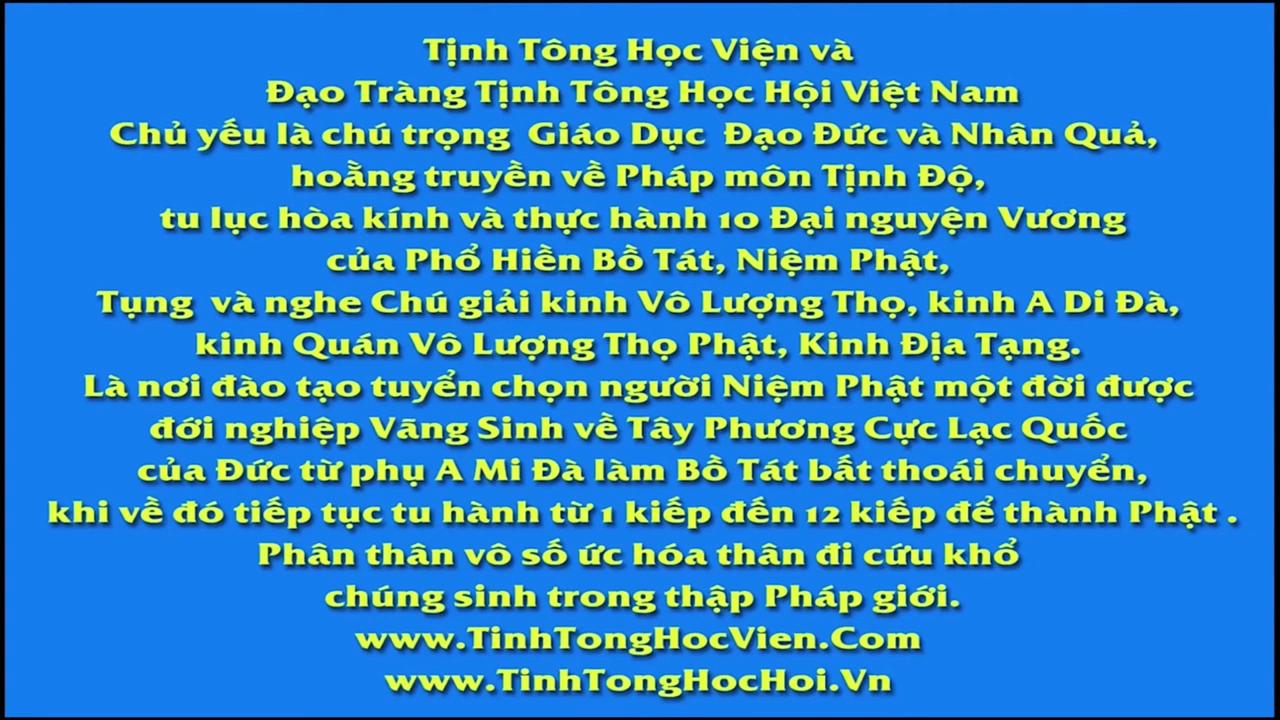 Tịnh Tông Học Viện và
Đạo Tràng Tịnh Tông Học Hội Việt Nam
Chủ yếu là chú trọng Giáo Dục Đạo Đức và Nhân Quả,
hoằng truyền về Pháp môn Tịnh Độ,
tu lục hòa kính và thực hành 10 Đại nguyện Vương
của Phổ Hiền Bồ Tát, Niệm Phật,
Tụng và nghe Chú giải kinh Vô Lượng Thọ, kinh A Di Đà,
kinh Quán Vô Lượng Thọ Phật, Kinh Địa Tạng.
Là nơi đào tạo tuyển chọn người Niệm Phật một đời được
đới nghiệp Vãng Sinh về Tây Phương Cực Lạc Quốc
của Đức từ phụ A Mi Đà làm Bồ Tát bất thoái chuyển,
khi về đó tiếp tục tu hành từ 1 kiếp đến 12 kiếp để thành Phật .
Phân thân vô số ức hóa thân đi cứu khổ
chúng sinh trong thập Pháp giới.
www.TinhTongHocVien.Com
www.TinhTongHocHoi.Vn